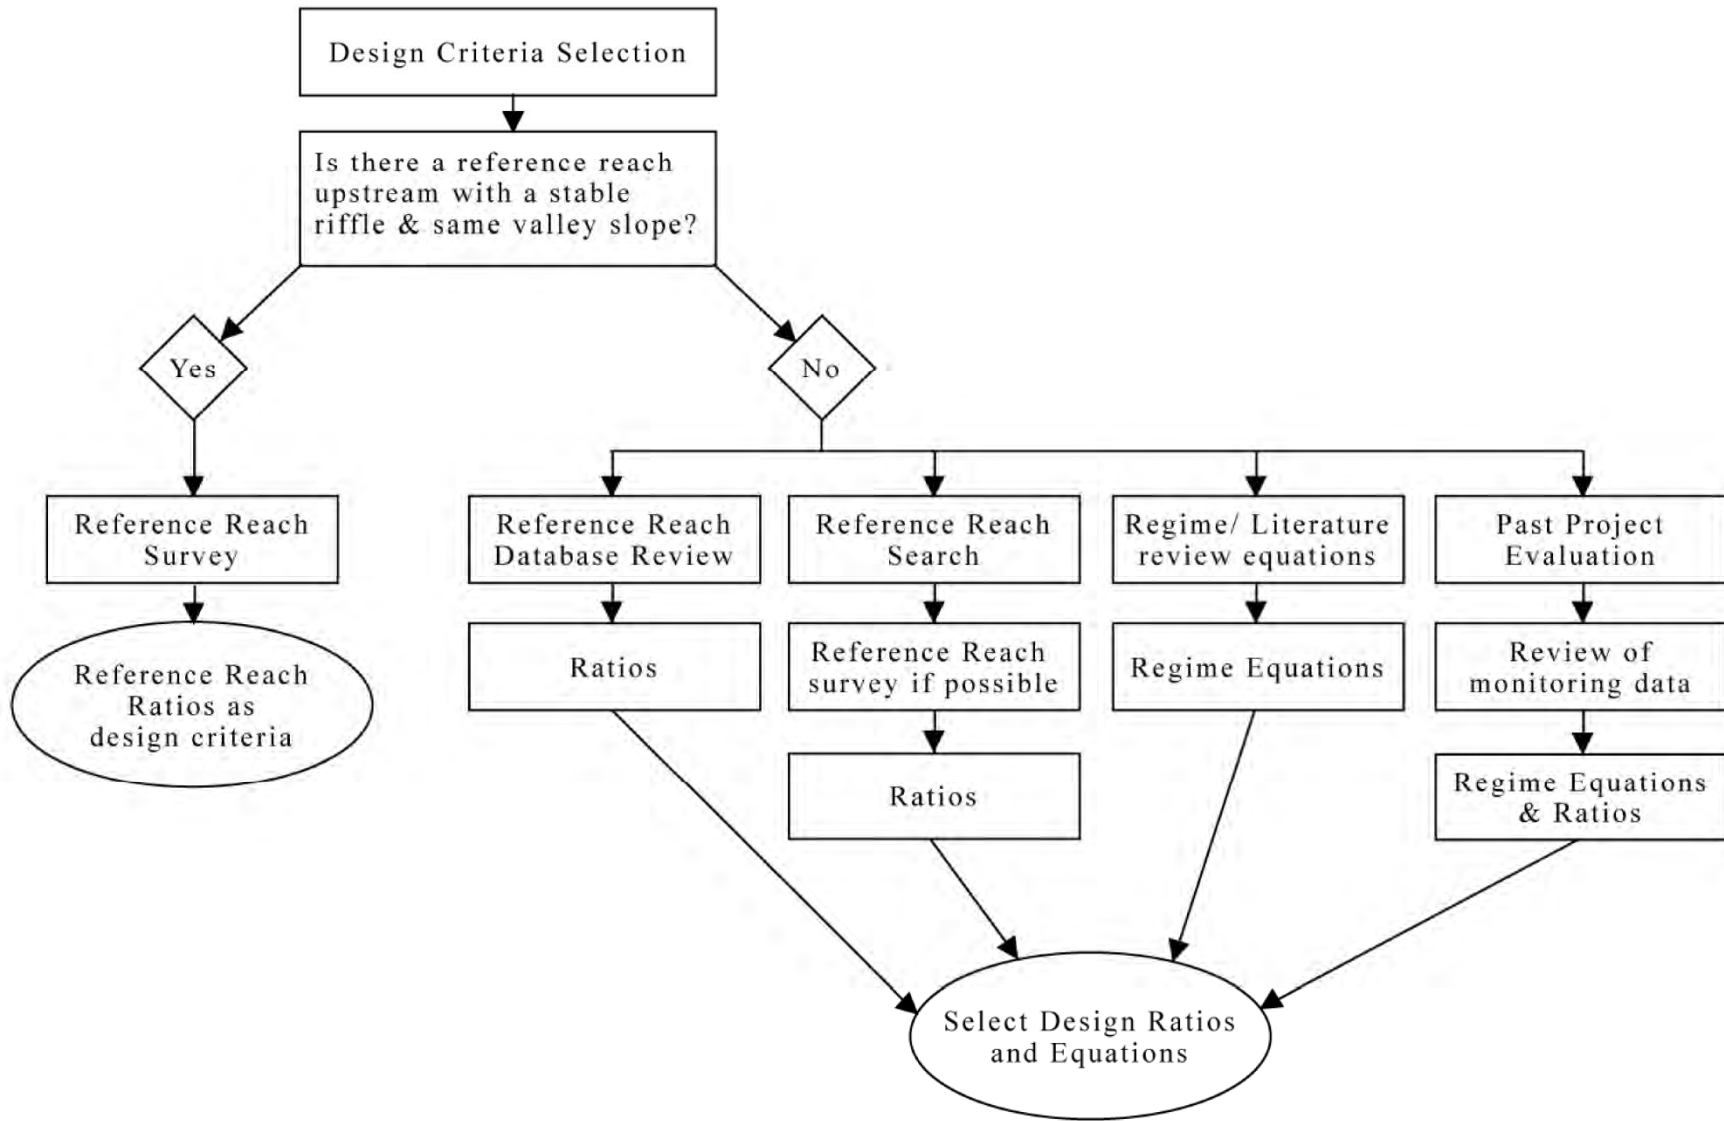 Design Criteria Selection
Is there a reference reach
upstream with a stable
riffle & same valley slope?
Yes
No
Reference Reach
Survey
Reference Reach
Database Review
Reference Reach
Search
Regime/ Literature
review equations
Past Project
Evaluation
Reference Reach
Ratios as
design criteria
Ratios
Reference Reach
survey if possible
Regime Equations
Review of
monitoring data
Ratios
Regime Equations
& Ratios
Select Design Ratios
and Equations